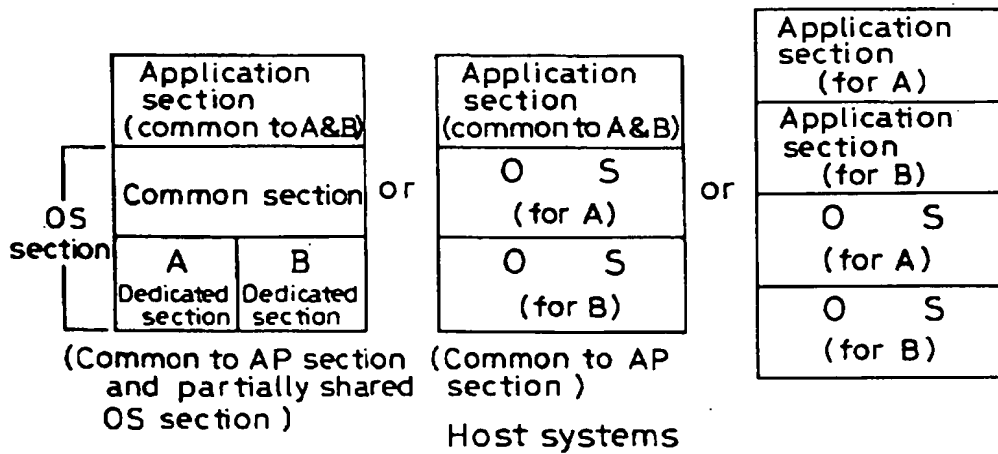 Application
section
(common to A&B)
Common section
OS
section
A
Dedicated
section
B
Dedicated
section
(Common to AP section
and partially shared
OS section)
or
Application
section
(common to A&B)
O S
(for A)
O S
(for B)
(Common to AP
section)
or
Application
section
(for A)
Application
section
(for B)
O S
(for A)
O S
(for B)
Host systems